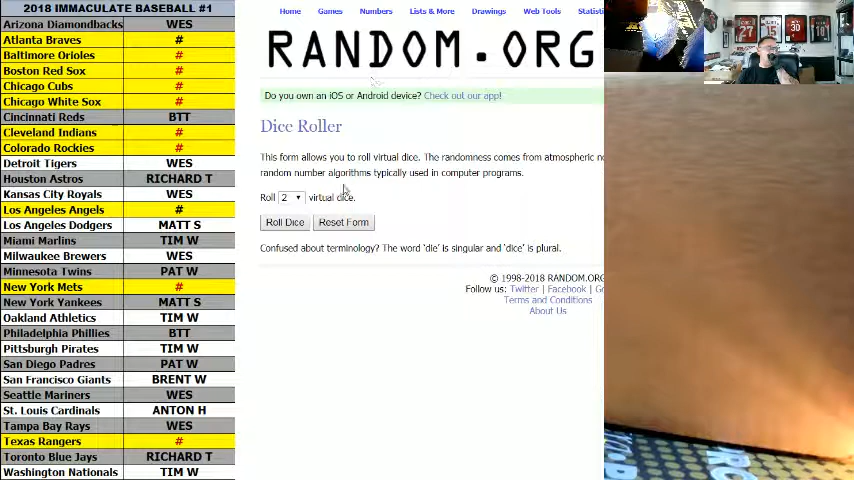 2018 IMMACULATE BASEBALL #1
Arizona Diamondbacks WES
Atlanta Braves #
Baltimore Orioles #
Boston Red Sox #
Chicago Cubs #
Chicago White Sox #
Cincinnati Reds BTT
Cleveland Indians #
Colorado Rockies #
Detroit Tigers WES
Houston Astros RICHARD T
Kansas City Royals WES
Los Angeles Angels #
Los Angeles Dodgers MATT S
Miami Marlins TIM W
Milwaukee Brewers WES
Minnesota Twins PAT W
New York Mets #
New York Yankees MATT S
Oakland Athletics TIM W
Philadelphia Phillies BTT
Pittsburgh Pirates TIM W
San Diego Padres PAT W
San Francisco Giants BRENT W
Seattle Mariners WES
St. Louis Cardinals ANTON H
Tampa Bay Rays WES
Texas Rangers #
Toronto Blue Jays RICHARD T
Washington Nationals TIM W
Home Games Numbers Lists & More Drawings Web Tools Statisti
RANDOM.ORG
Do you own an iOS or Android device? Check out our app!
Dice Roller
This form allows you to roll virtual dice. The randomness comes from atmospheric no
random number algorithms typically used in computer programs.
Roll 2 virtual dice.
Roll Dice Reset Form
Confused about terminology? The word 'die' is singular and 'dice' is plural.
© 1998-2018 RANDOM.ORG
Follow us: Twitter | Facebook | Go
Terms and Conditions
About Us
27
15
30
18